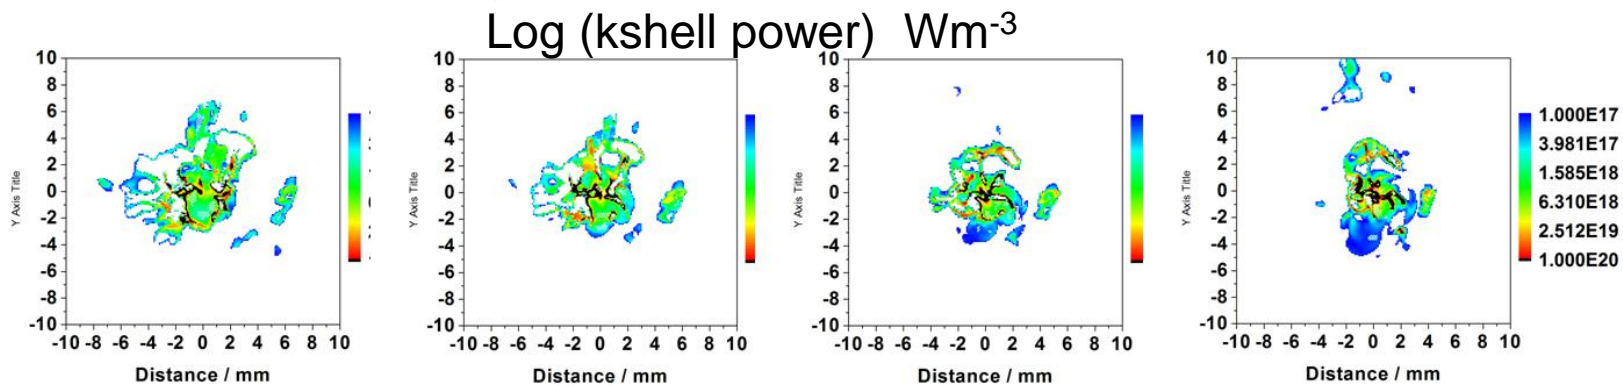 Log (kshell power) Wm-3
10
8
6
4
2
0
-2
-4
-6
-8
-10
Y Axis Title
-10 -8 -6 -4 -2 0 2 4 6 8 10
Distance / mm
10
8
6
4
2
0
-2
-4
-6
-8
-10
Y Axis Title
-10 -8 -6 -4 -2 0 2 4 6 8 10
Distance / mm
10
8
6
4
2
0
-2
-4
-6
-8
-10
Y Axis Title
-10 -8 -6 -4 -2 0 2 4 6 8 10
Distance / mm
10
8
6
4
2
0
-2
-4
-6
-8
-10
Y Axis Title
-10 -8 -6 -4 -2 0 2 4 6 8 10
Distance / mm
1.000E17
3.981E17
1.585E18
6.310E18
2.512E19
1.000E20